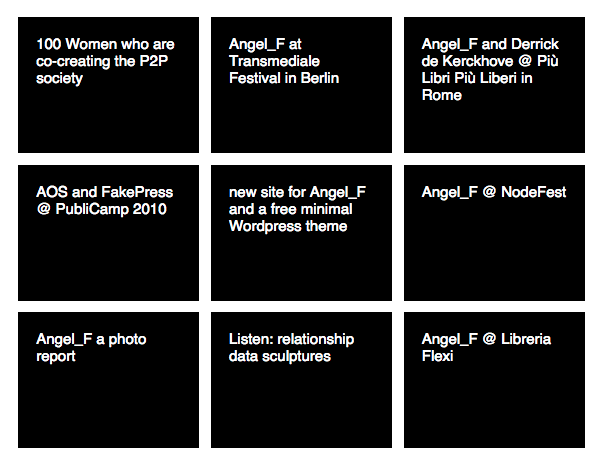 100 Women who are
co-creating the P2P
society
Angel_F at
Transmediale
Festival in Berlin
Angel_F and Derrick
de Kerckhove @ Più
Libri Più Liberi in
Rome
AOS and FakePress
@ PubliCamp 2010
new site for Angel_F
and a free minimal
Wordpress theme
Angel_F @ NodeFest
Angel_F a photo
report
Listen: relationship
data sculptures
Angel_F @ Libreria
Flexi